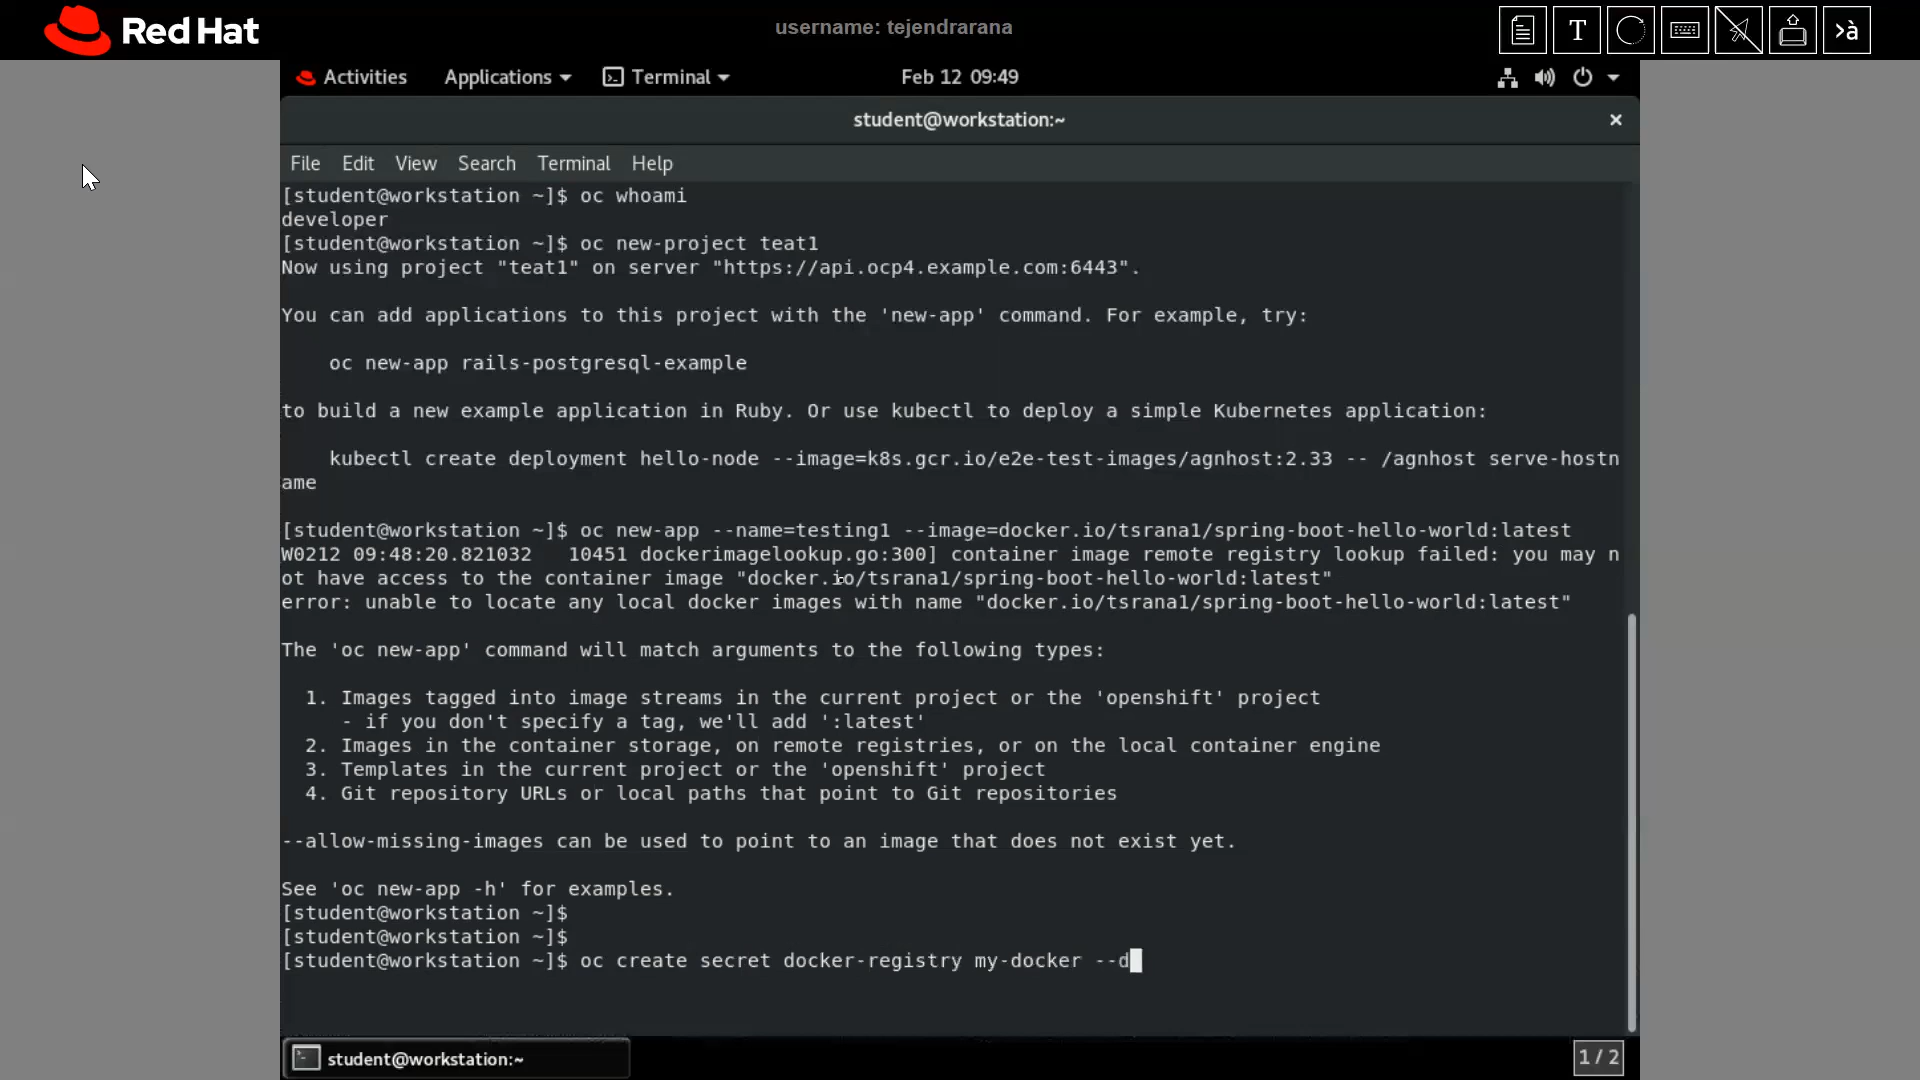 Red Hat
username: tejendrarana
T
>à
Activities Applications Terminal Feb 12 09:49
student@workstation:~ ×
File Edit View Search Terminal Help
[student@workstation ~]$ oc whoami
developer
[student@workstation ~]$ oc new-project teat1
Now using project "teat1" on server "https://api.ocp4.example.com:6443".
You can add applications to this project with the 'new-app' command. For example, try:
oc new-app rails-postgresql-example
to build a new example application in Ruby. Or use kubectl to deploy a simple Kubernetes application:
kubectl create deployment hello-node --image=k8s.gcr.io/e2e-test-images/agnhost:2.33 -- /agnhost serve-hostn
ame
[student@workstation ~]$ oc new-app --name=testing1 --image=docker.io/tsrana1/spring-boot-hello-world:latest
W0212 09:48:20.821032 10451 dockerimagelookup.go:300] container image remote registry lookup failed: you may n
ot have access to the container image "docker.io/tsrana1/spring-boot-hello-world:latest"
error: unable to locate any local docker images with name "docker.io/tsrana1/spring-boot-hello-world:latest"
The 'oc new-app' command will match arguments to the following types:
1. Images tagged into image streams in the current project or the 'openshift' project
- if you don't specify a tag, we'll add ':latest'
2. Images in the container storage, on remote registries, or on the local container engine
3. Templates in the current project or the 'openshift' project
4. Git repository URLs or local paths that point to Git repositories
--allow-missing-images can be used to point to an image that does not exist yet.
See 'oc new-app -h' for examples.
[student@workstation ~]$
[student@workstation ~]$
[student@workstation ~]$ oc create secret docker-registry my-docker --d
student@workstation:~ 1 / 2